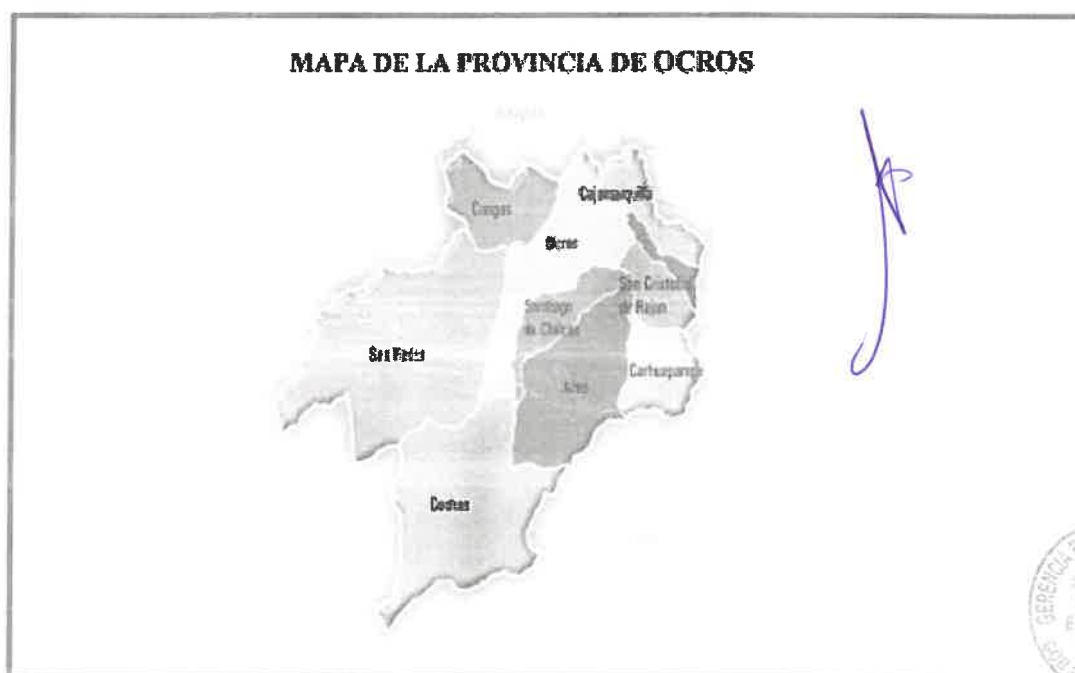 MAPA DE LA PROVINCIA DE OCROS
Congas
Cajamarquilla
Ocros
San Cristobal
de Rajan
Santiago
de Chilcas
San Pedro
Carhuapampa
Acas
Cochas
GERENCIA